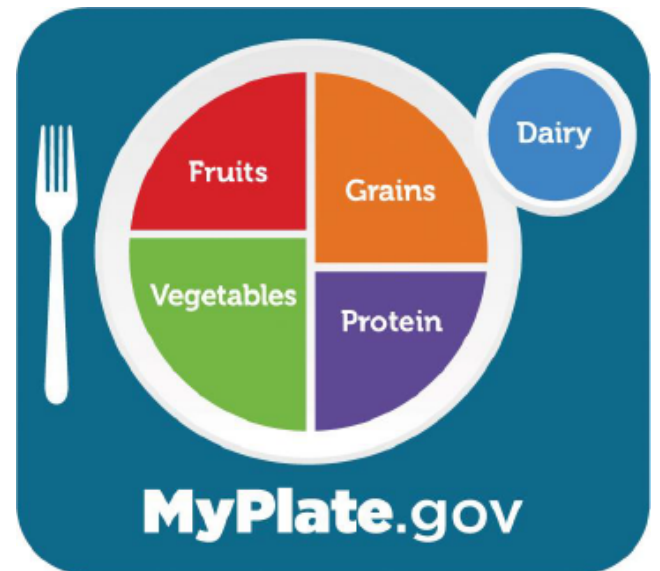 Fruits
Grains
Dairy
Vegetables
Protein
MyPlate.gov